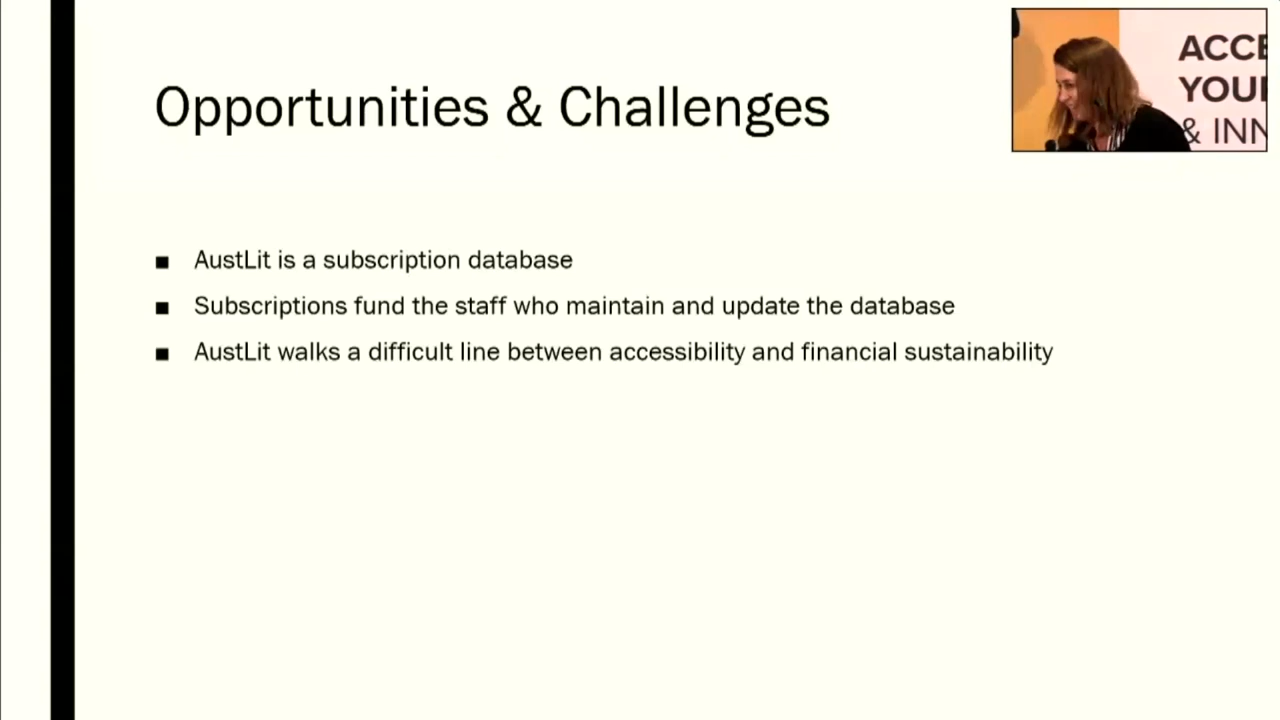 Opportunities & Challenges
ACCE
YOUR
& INN
■ AustLit is a subscription database
■ Subscriptions fund the staff who maintain and update the database
■ AustLit walks a difficult line between accessibility and financial sustainability